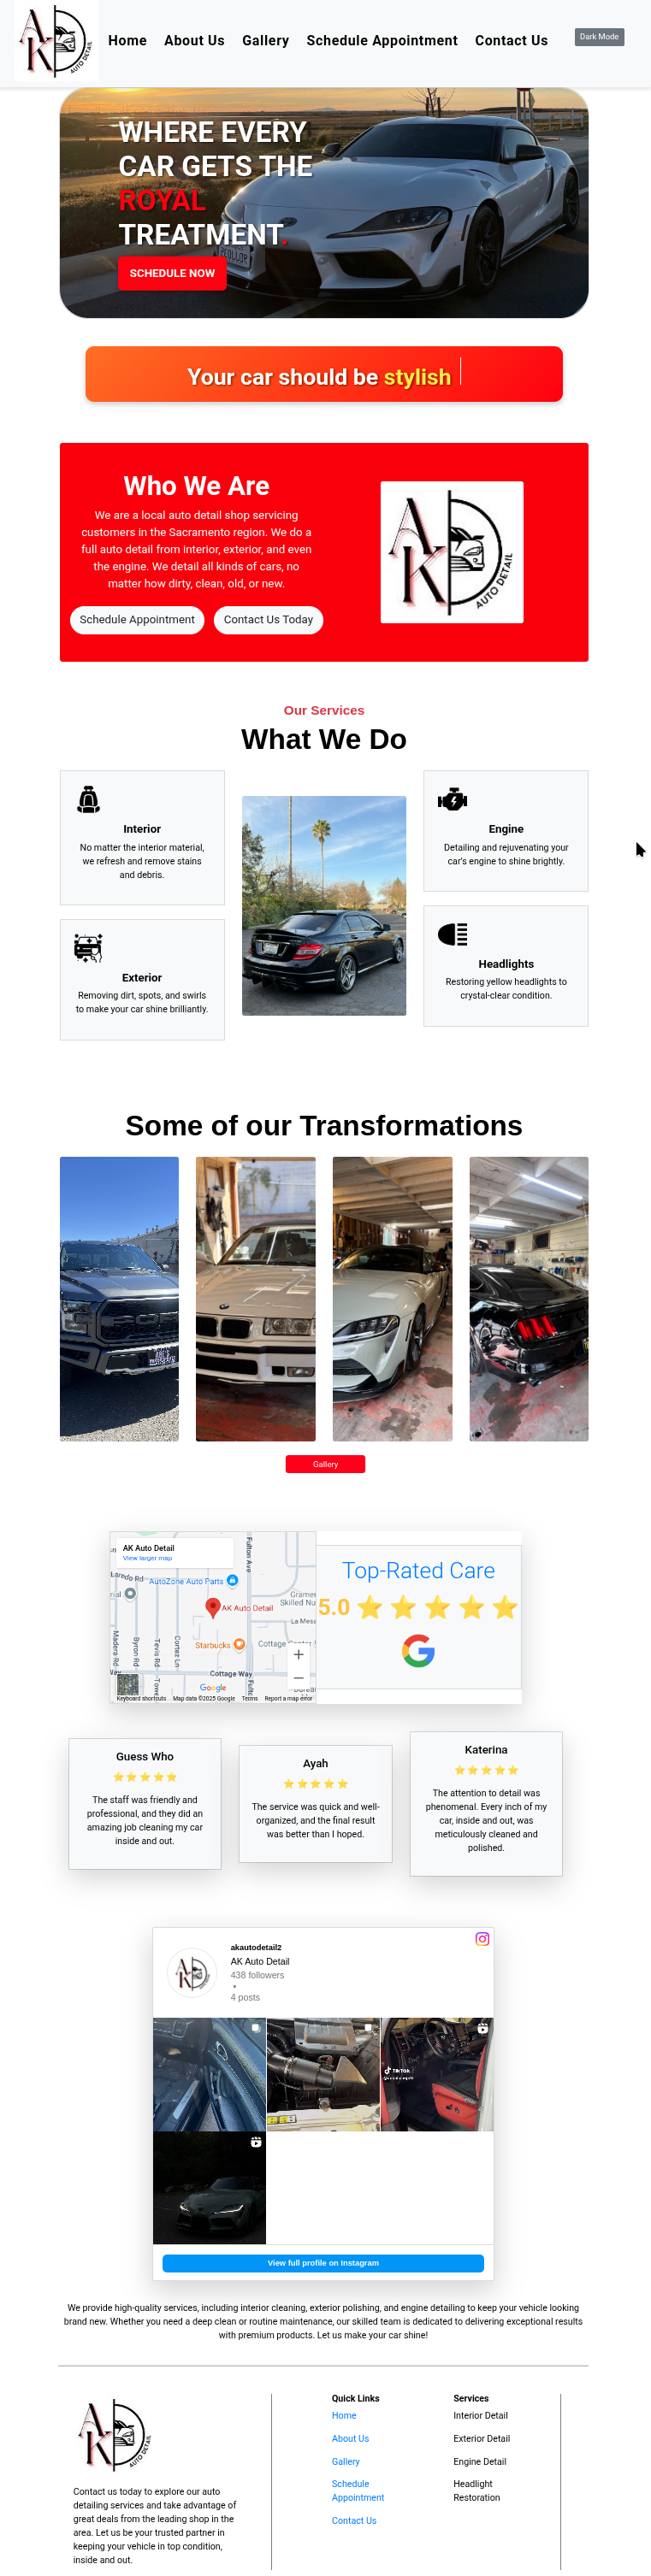 AK
AUTO DETAIL
Home
About Us
Gallery
Schedule Appointment
Contact Us
Dark Mode
WHERE EVERY
CAR GETS THE
ROYAL
TREATMENT.
SCHEDULE NOW
Your car should be stylish
Who We Are
We are a local auto detail shop servicing
customers in the Sacramento region. We do a
full auto detail from interior, exterior, and even
the engine. We detail all kinds of cars, no
matter how dirty, clean, old, or new.
Schedule Appointment
Contact Us Today
AK
AUTO DETAIL
Our Services
What We Do
Interior
No matter the interior material,
we refresh and remove stains
and debris.
Exterior
Removing dirt, spots, and swirls
to make your car shine brilliantly.
Engine
Detailing and rejuvenating your
car's engine to shine brightly.
Headlights
Restoring yellow headlights to
crystal-clear condition.
Some of our Transformations
Gallery
AK Auto Detail
View larger map
Laredo Rd
AutoZone Auto Parts
Fulton Ave
AK Auto Detail
Skilled Nu
La Mesa
Starbucks
Cottage
Madera Rd
Byron Rd
Tevis Rd
Cortez Ln
Cottage Way
Google
Keyboard shortcuts
Map data ©2025 Google
Terms
Report a map error
Top-Rated Care
5.0
Guess Who
The staff was friendly and
professional, and they did an
amazing job cleaning my car
inside and out.
Ayah
The service was quick and well-
organized, and the final result
was better than I hoped.
Katerina
The attention to detail was
phenomenal. Every inch of my
car, inside and out, was
meticulously cleaned and
polished.
akautodetail2
AK Auto Detail
438 followers
•
4 posts
TikTok
View full profile on Instagram
We provide high-quality services, including interior cleaning, exterior polishing, and engine detailing to keep your vehicle looking
brand new. Whether you need a deep clean or routine maintenance, our skilled team is dedicated to delivering exceptional results
with premium products. Let us make your car shine!
AK
AUTO DETAIL
Contact us today to explore our auto
detailing services and take advantage of
great deals from the leading shop in the
area. Let us be your trusted partner in
keeping your vehicle in top condition,
inside and out.
Quick Links
Home
About Us
Gallery
Schedule
Appointment
Contact Us
Services
Interior Detail
Exterior Detail
Engine Detail
Headlight
Restoration